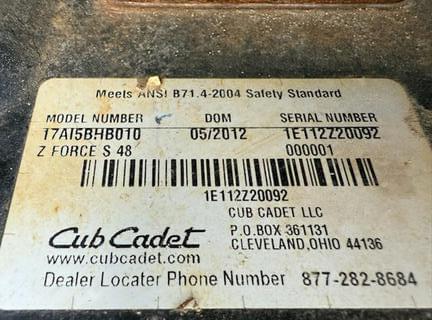 Meets ANSI B71.4-2004 Safety Standard
MODEL NUMBER DOM SERIAL NUMBER
17AI5BHB010 05/2012 1E112Z20092
Z FORCE S 48 000001
1E112Z20092
CUB CADET LLC
P.O.BOX 361131
CLEVELAND,OHIO 44136
Cub Cadet
www.cubcadet.com
Dealer Locater Phone Number 877-282-8684